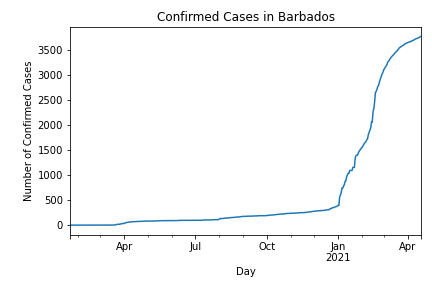 Confirmed Cases in Barbados
Number of Confirmed Cases
3500
3000
2500
2000
1500
1000
500
0
Apr
Jul
Oct
Jan
2021
Apr
Day